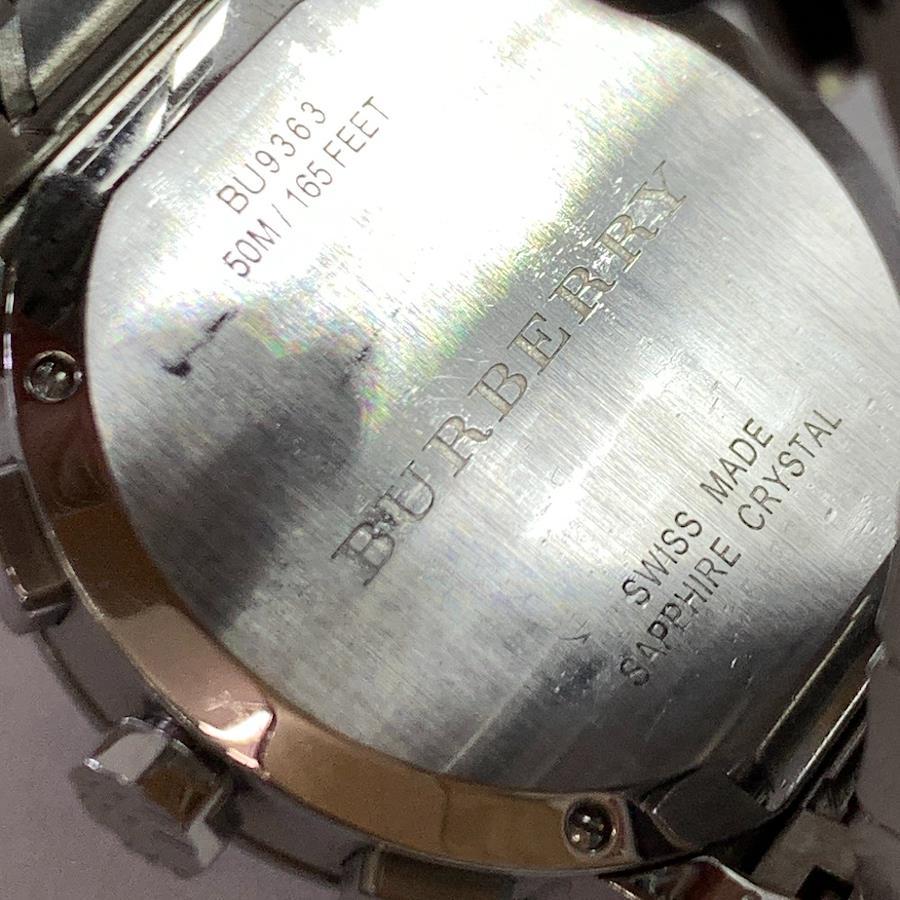 BU9363
50M / 165 FEET
BURBERRY
SWISS MADE
SAPPHIRE CRYSTAL